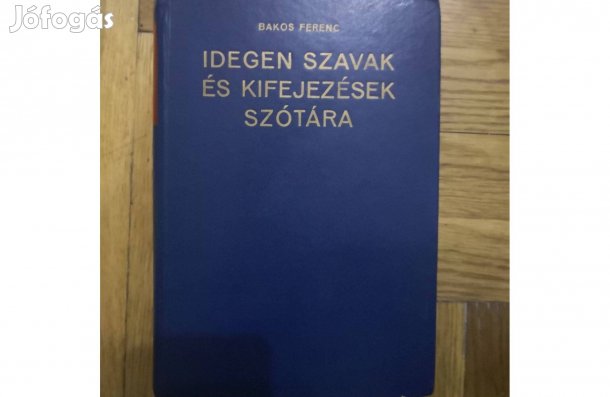 Jófogás
BAKOS FERENC
IDEGEN SZAVAK
ÉS KIFEJEZÉSEK
SZÓTÁRA